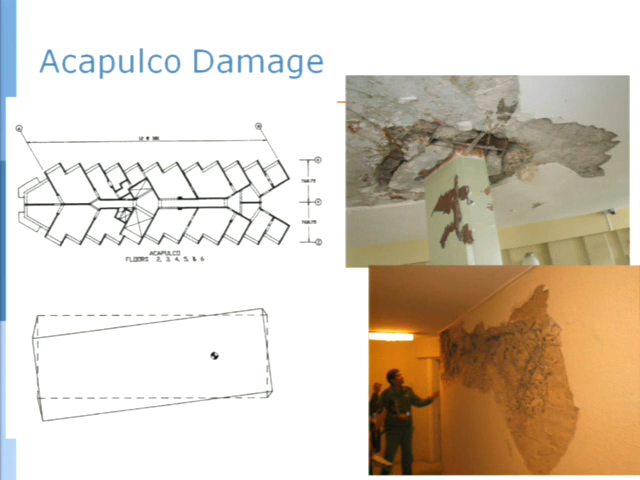 Acapulco Damage
ACAPULCO
FLOORS 2, 3, 4, 5, & 6